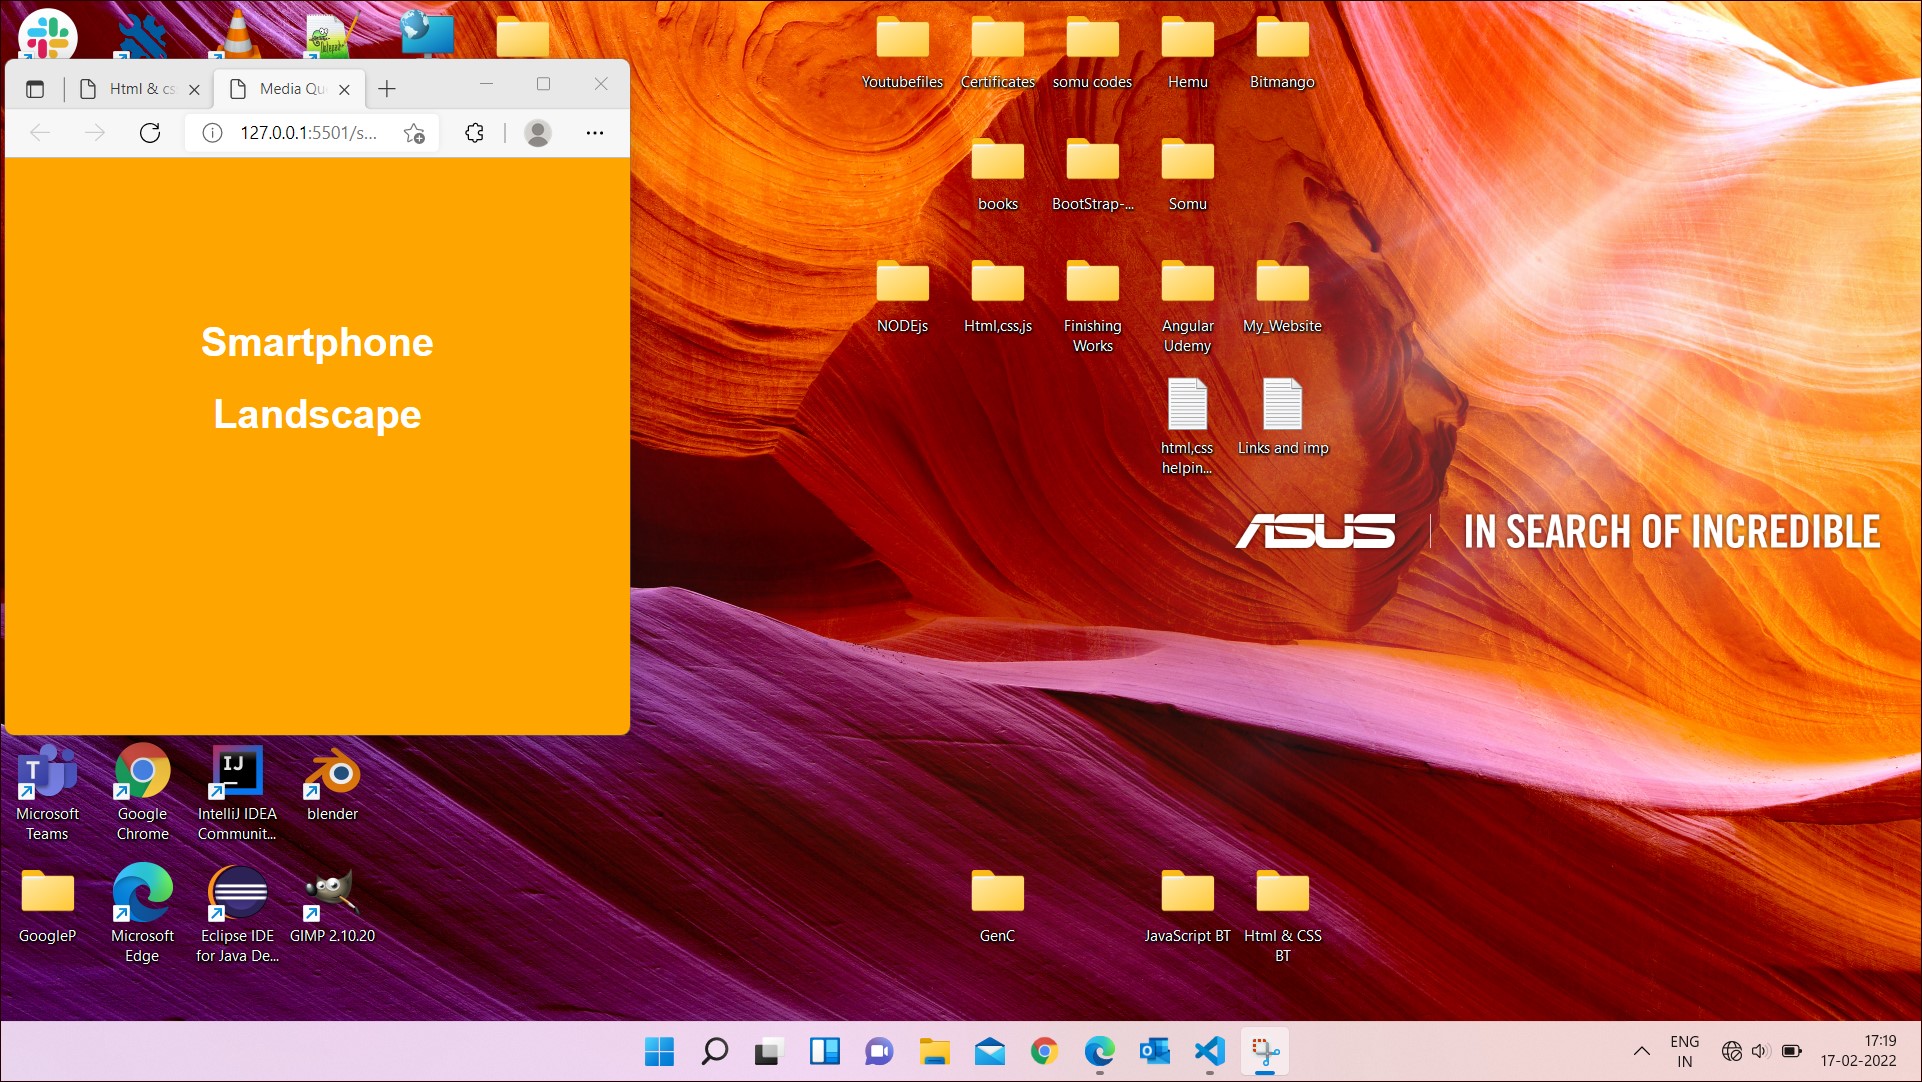 Html & cs
Media Qu
127.0.0.1:5501/s...
Smartphone
Landscape
Youtubefiles
Certificates
somu codes
Hemu
Bitmango
books
BootStrap-...
Somu
NODEjs
Html,css,js
Finishing
Works
Angular
Udemy
My_Website
html,css
helpin...
Links and imp
ASUS
IN SEARCH OF INCREDIBLE
Microsoft
Teams
Google
Chrome
IJ
IntelliJ IDEA
Communit...
blender
GoogleP
Microsoft
Edge
Eclipse IDE
for Java De...
GIMP 2.10.20
GenC
JavaScript BT
Html & CSS
BT
ENG
IN
17:19
17-02-2022